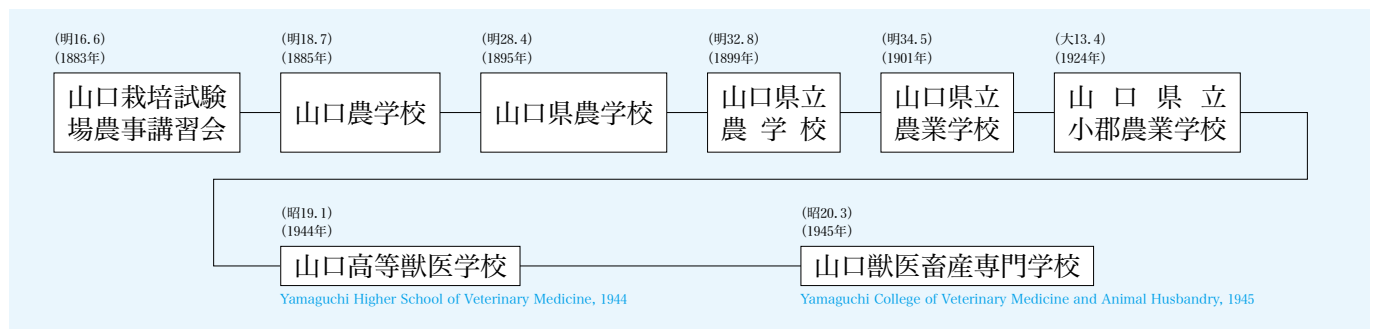 (明16.6)
(1883年)
山口栽培試験
場農事講習会
(明18.7)
(1885年)
山口農学校
(明28.4)
(1895年)
山口県農学校
(明32.8)
(1899年)
山口県立
農学校
(明34.5)
(1901年)
山口県立
農業学校
(大13.4)
(1924年)
山口県立
小郡農業学校
(昭19.1)
(1944年)
山口高等獣医学校
Yamaguchi Higher School of Veterinary Medicine, 1944
(昭20.3)
(1945年)
山口獣医畜産専門学校
Yamaguchi College of Veterinary Medicine and Animal Husbandry, 1945